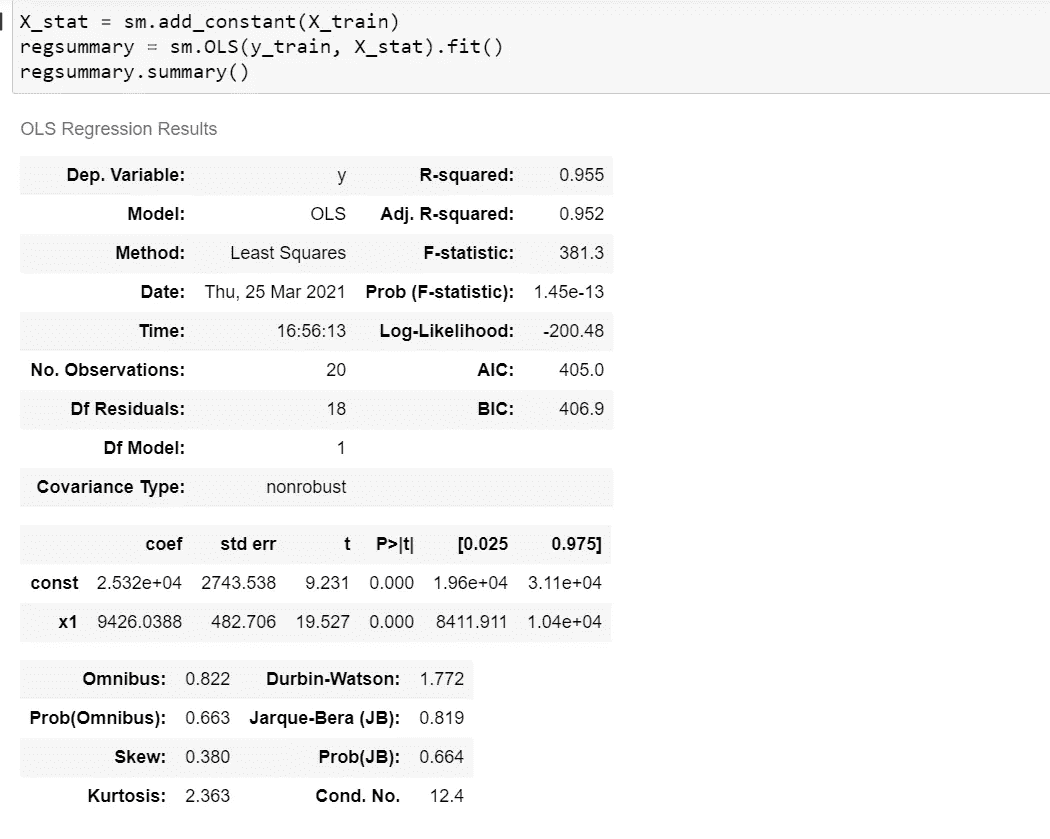 X_stat = sm.add_constant(X_train)
regsummary = sm.OLS(y_train, X_stat).fit()
regsummary.summary()
OLS Regression Results
Dep. Variable: y R-squared: 0.955
Model: OLS Adj. R-squared: 0.952
Method: Least Squares F-statistic: 381.3
Date: Thu, 25 Mar 2021 Prob (F-statistic): 1.45e-13
Time: 16:56:13 Log-Likelihood: -200.48
No. Observations: 20 AIC: 405.0
Df Residuals: 18 BIC: 406.9
Df Model: 1
Covariance Type: nonrobust
coef std err t P>|t| [0.025 0.975]
const 2.532e+04 2743.538 9.231 0.000 1.96e+04 3.11e+04
x1 9426.0388 482.706 19.527 0.000 8411.911 1.04e+04
Omnibus: 0.822 Durbin-Watson: 1.772
Prob(Omnibus): 0.663 Jarque-Bera (JB): 0.819
Skew: 0.380 Prob(JB): 0.664
Kurtosis: 2.363 Cond. No. 12.4